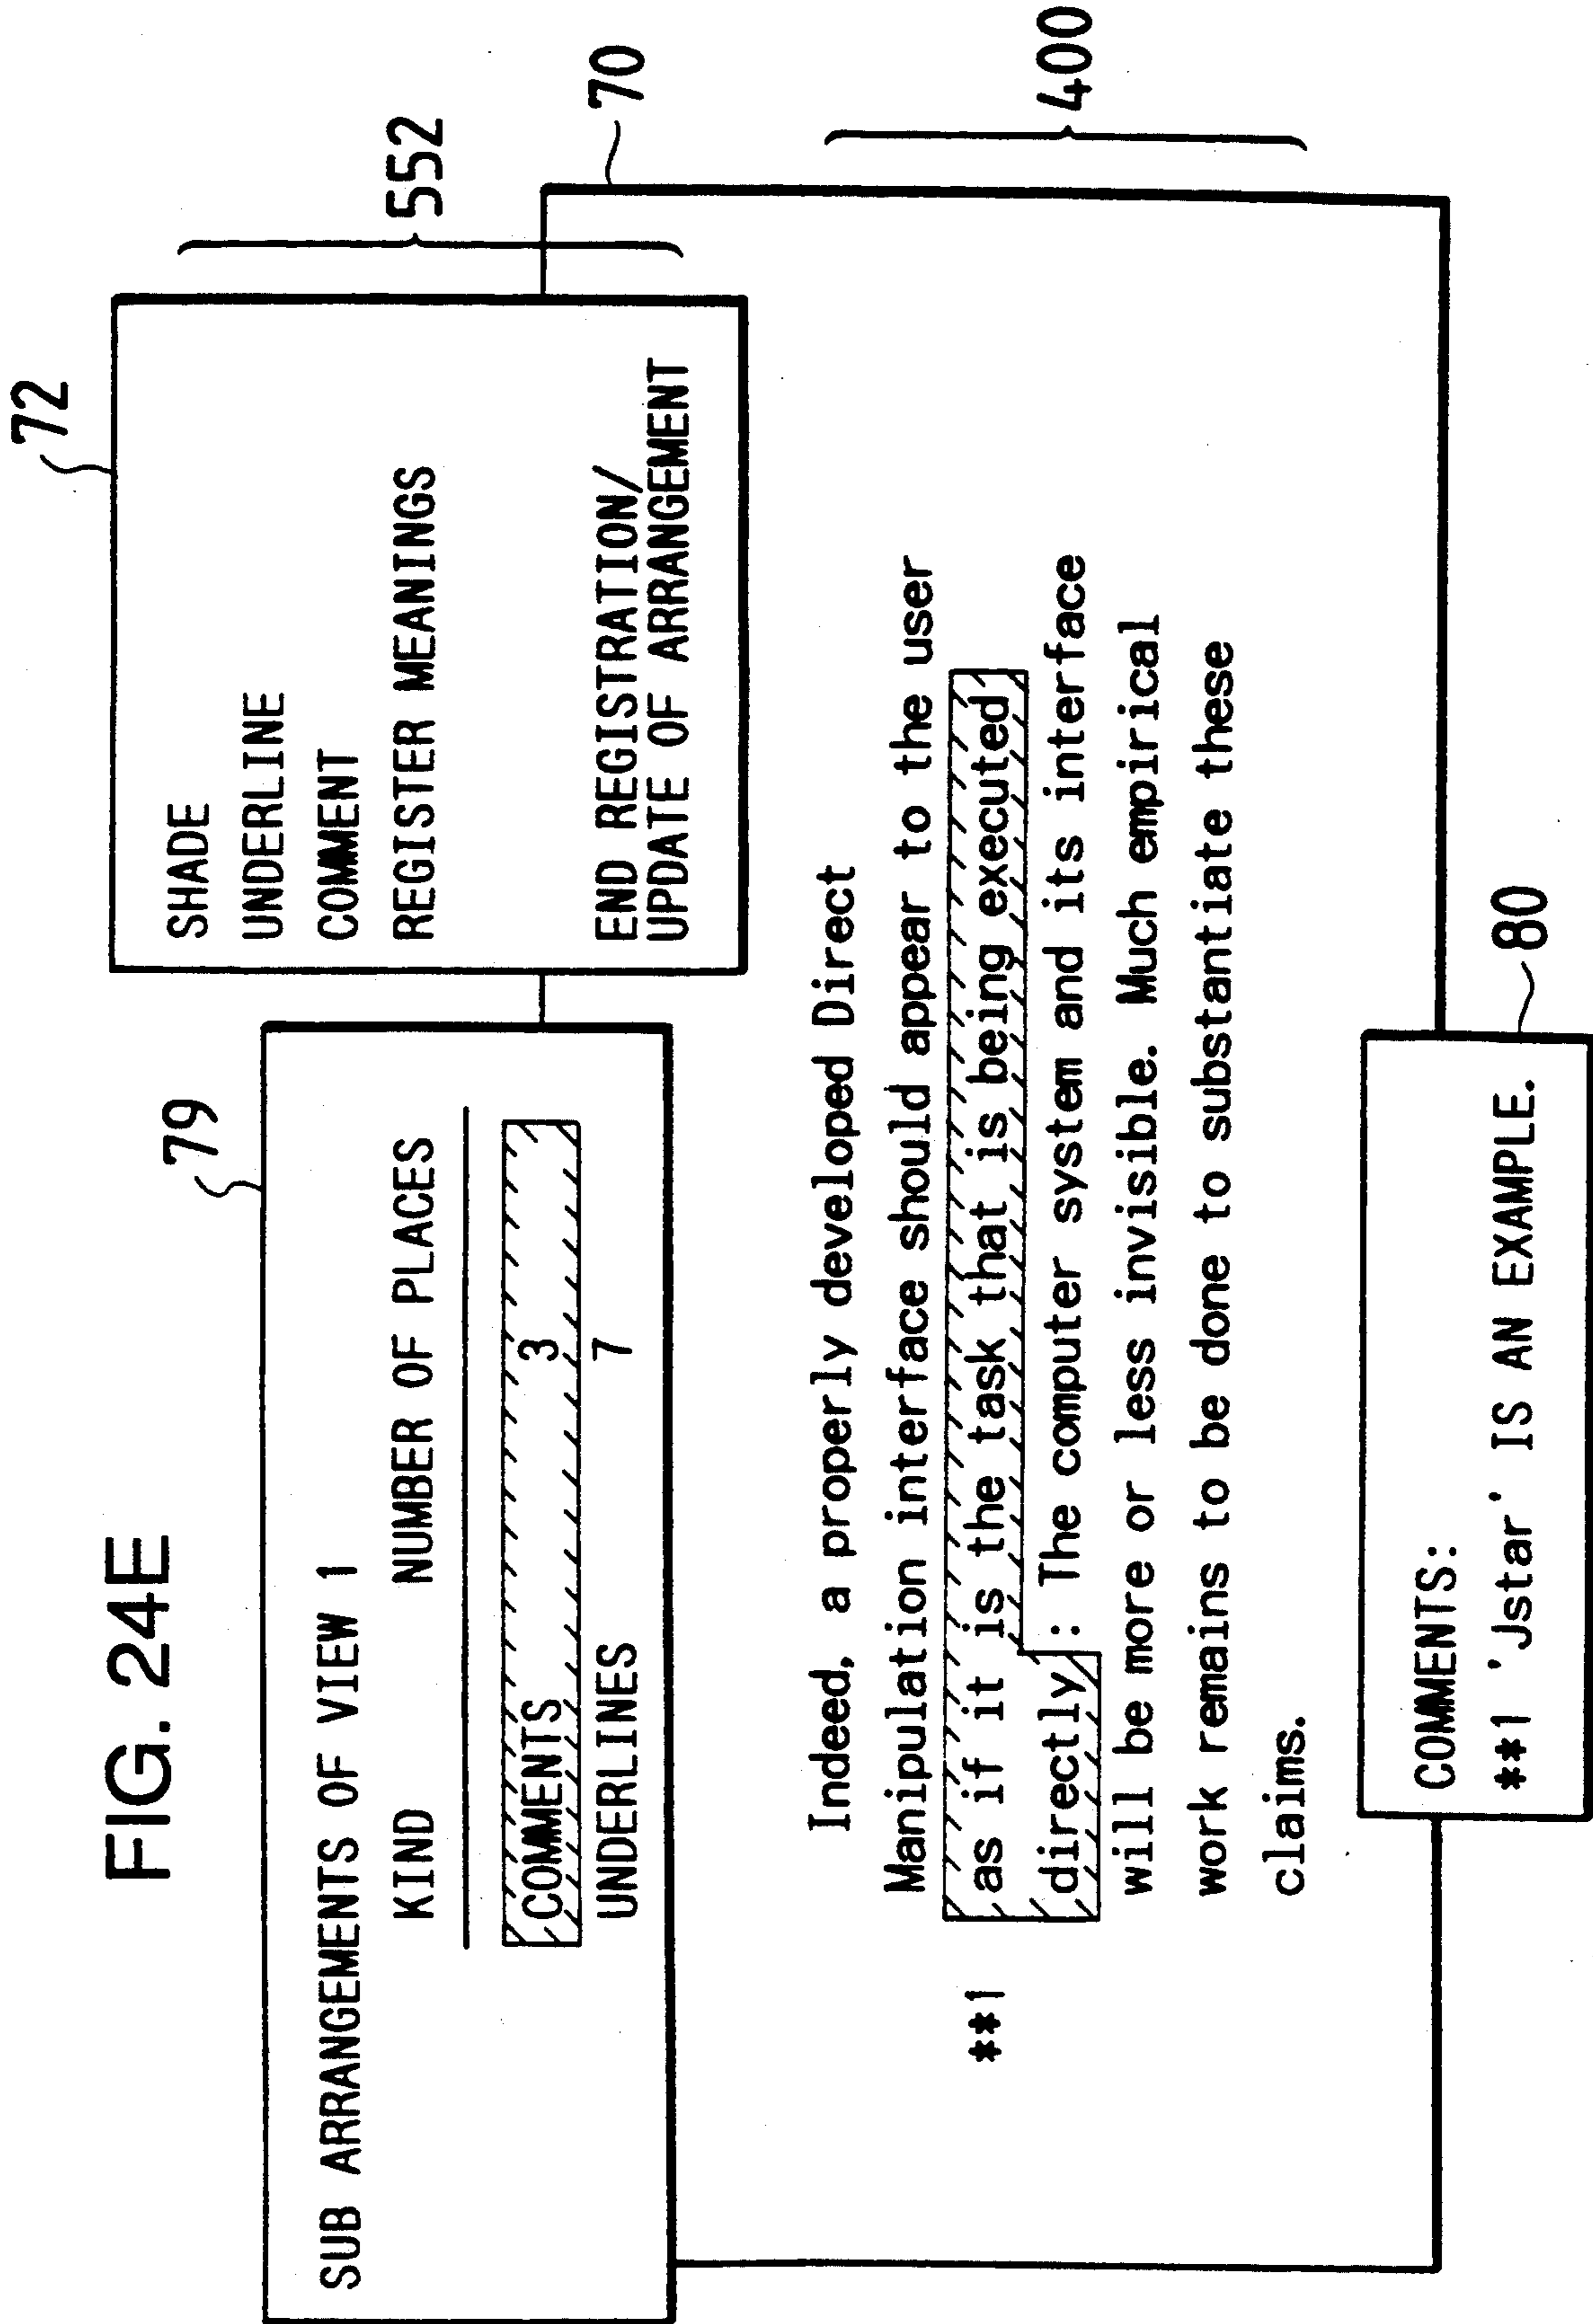 FIG. 24E
79
SUB ARRANGEMENTS OF VIEW 1
KIND NUMBER OF PLACES
COMMENTS 3
UNDERLINES 7
72
SHADE
UNDERLINE
COMMENT
REGISTER MEANINGS
END REGISTRATION/
UPDATE OF ARRANGEMENT
552
70
Indeed, a properly developed Direct
Manipulation interface should appear to the user
**1 as if it is the task that is being executed
directly: The computer system and its interface
will be more or less invisible. Much empirical
work remains to be done to substantiate these
claims.
400
COMMENTS:
**1 'Jstar' IS AN EXAMPLE.
80